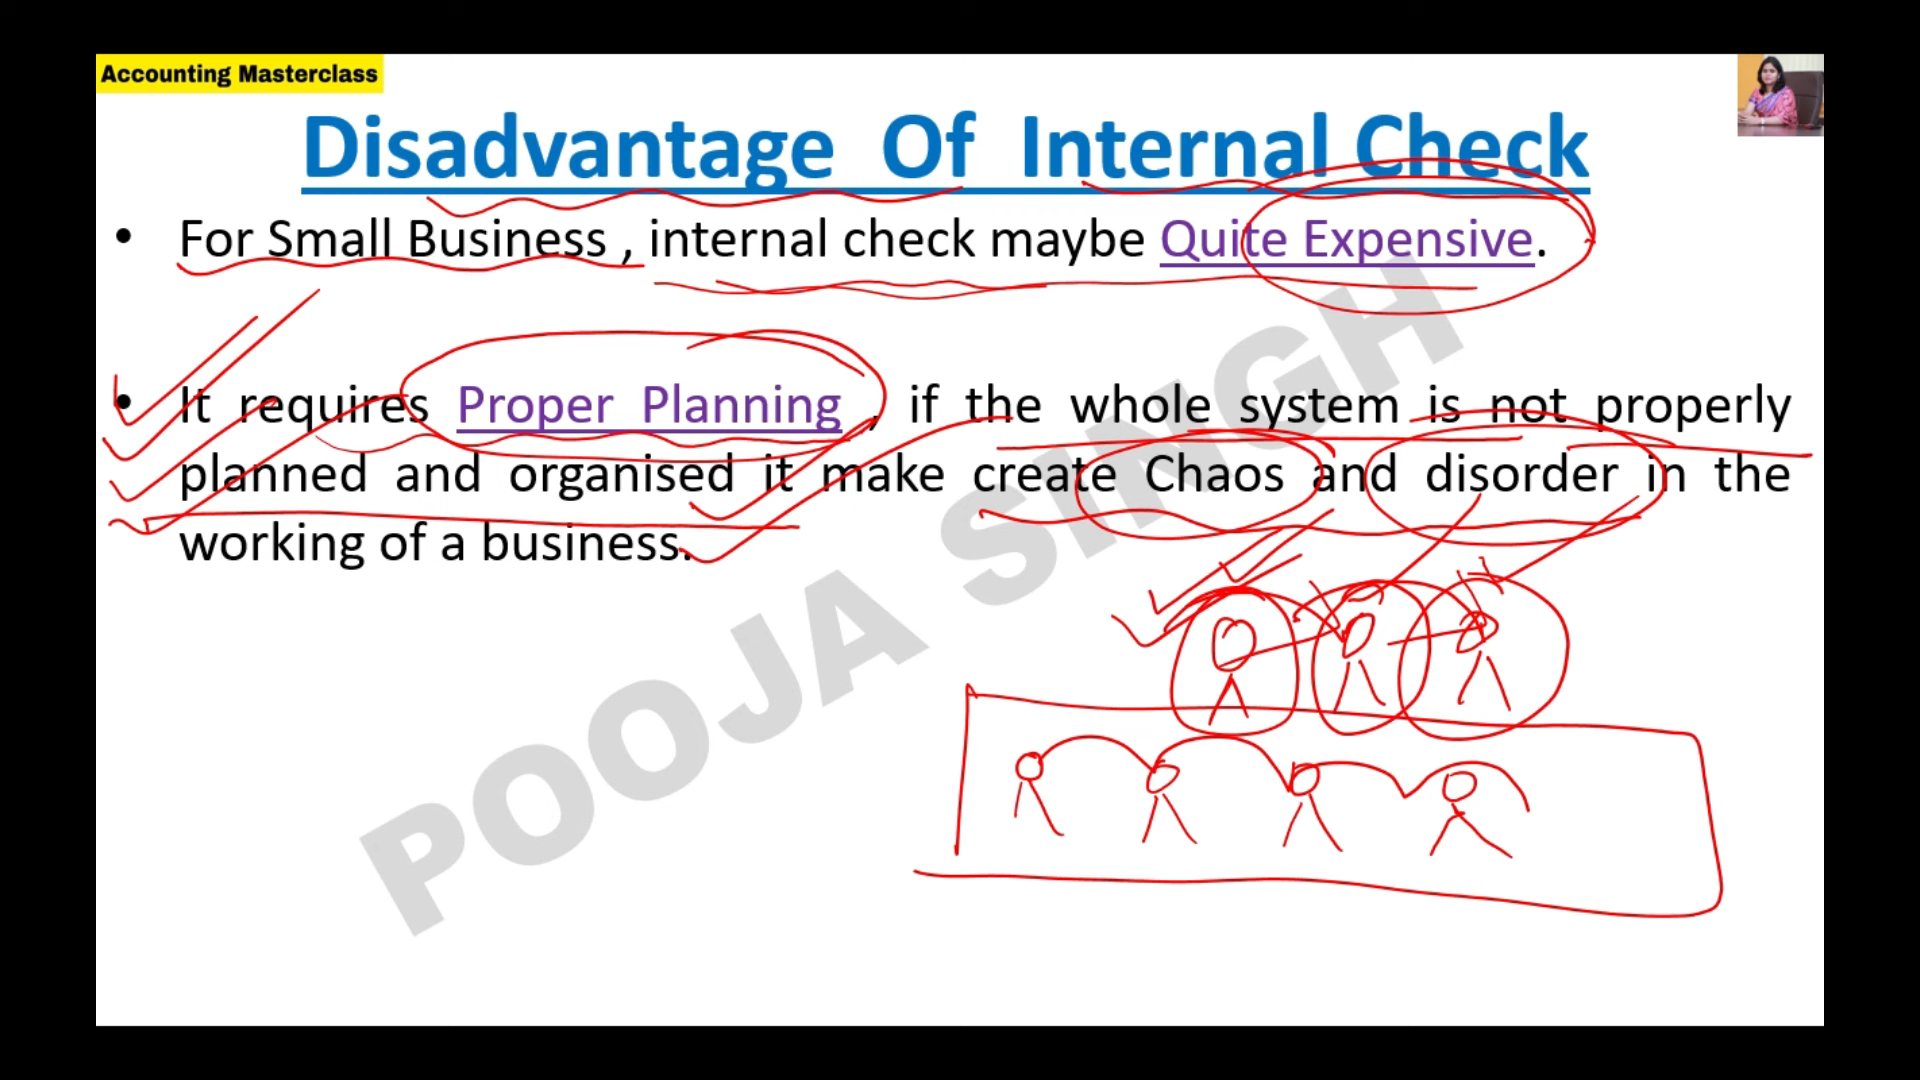 Accounting Masterclass
Disadvantage Of Internal Check
• For Small Business , internal check maybe Quite Expensive.
• It requires Proper Planning , if the whole system is not properly
planned and organised it make create Chaos and disorder in the
working of a business.
POOJA SINGH